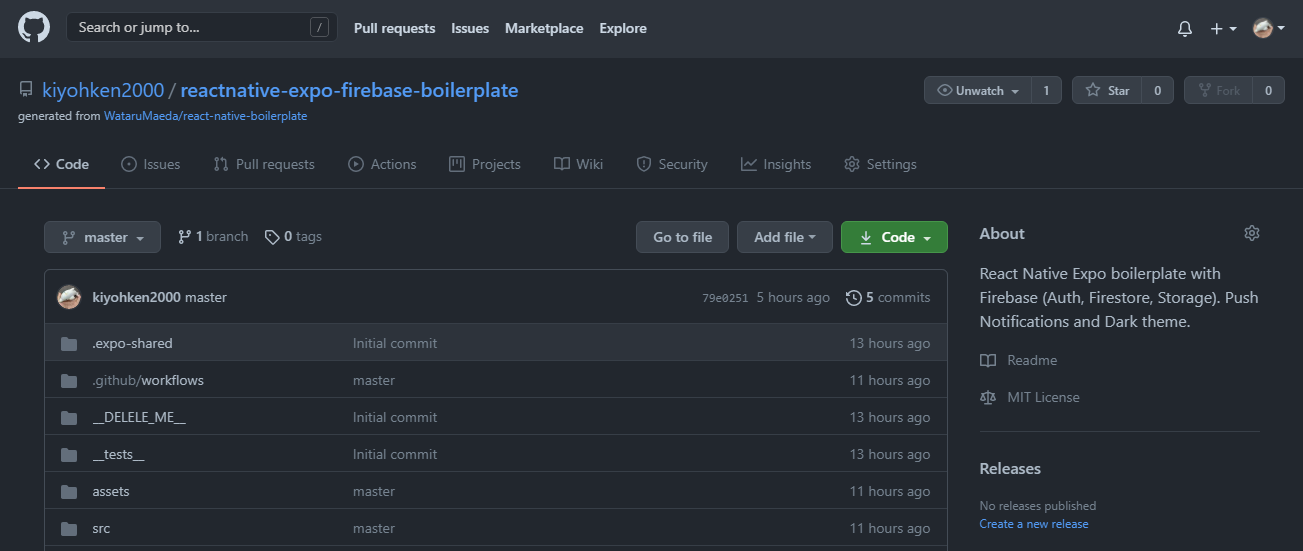 Search or jump to... /
Pull requests Issues Marketplace Explore
kiyohken2000 / reactnative-expo-firebase-boilerplate
Unwatch 1 Star 0 Fork 0
generated from WataruMaeda/react-native-boilerplate
Code Issues Pull requests Actions Projects Wiki Security Insights Settings
master 1 branch 0 tags
Go to file Add file Code
kiyohken2000 master 79e0251 5 hours ago 5 commits
.expo-shared Initial commit 13 hours ago
.github/workflows master 11 hours ago
__DELELE_ME__ Initial commit 13 hours ago
__tests__ Initial commit 13 hours ago
assets master 11 hours ago
src master 11 hours ago
About
React Native Expo boilerplate with
Firebase (Auth, Firestore, Storage). Push
Notifications and Dark theme.
Readme
MIT License
Releases
No releases published
Create a new release